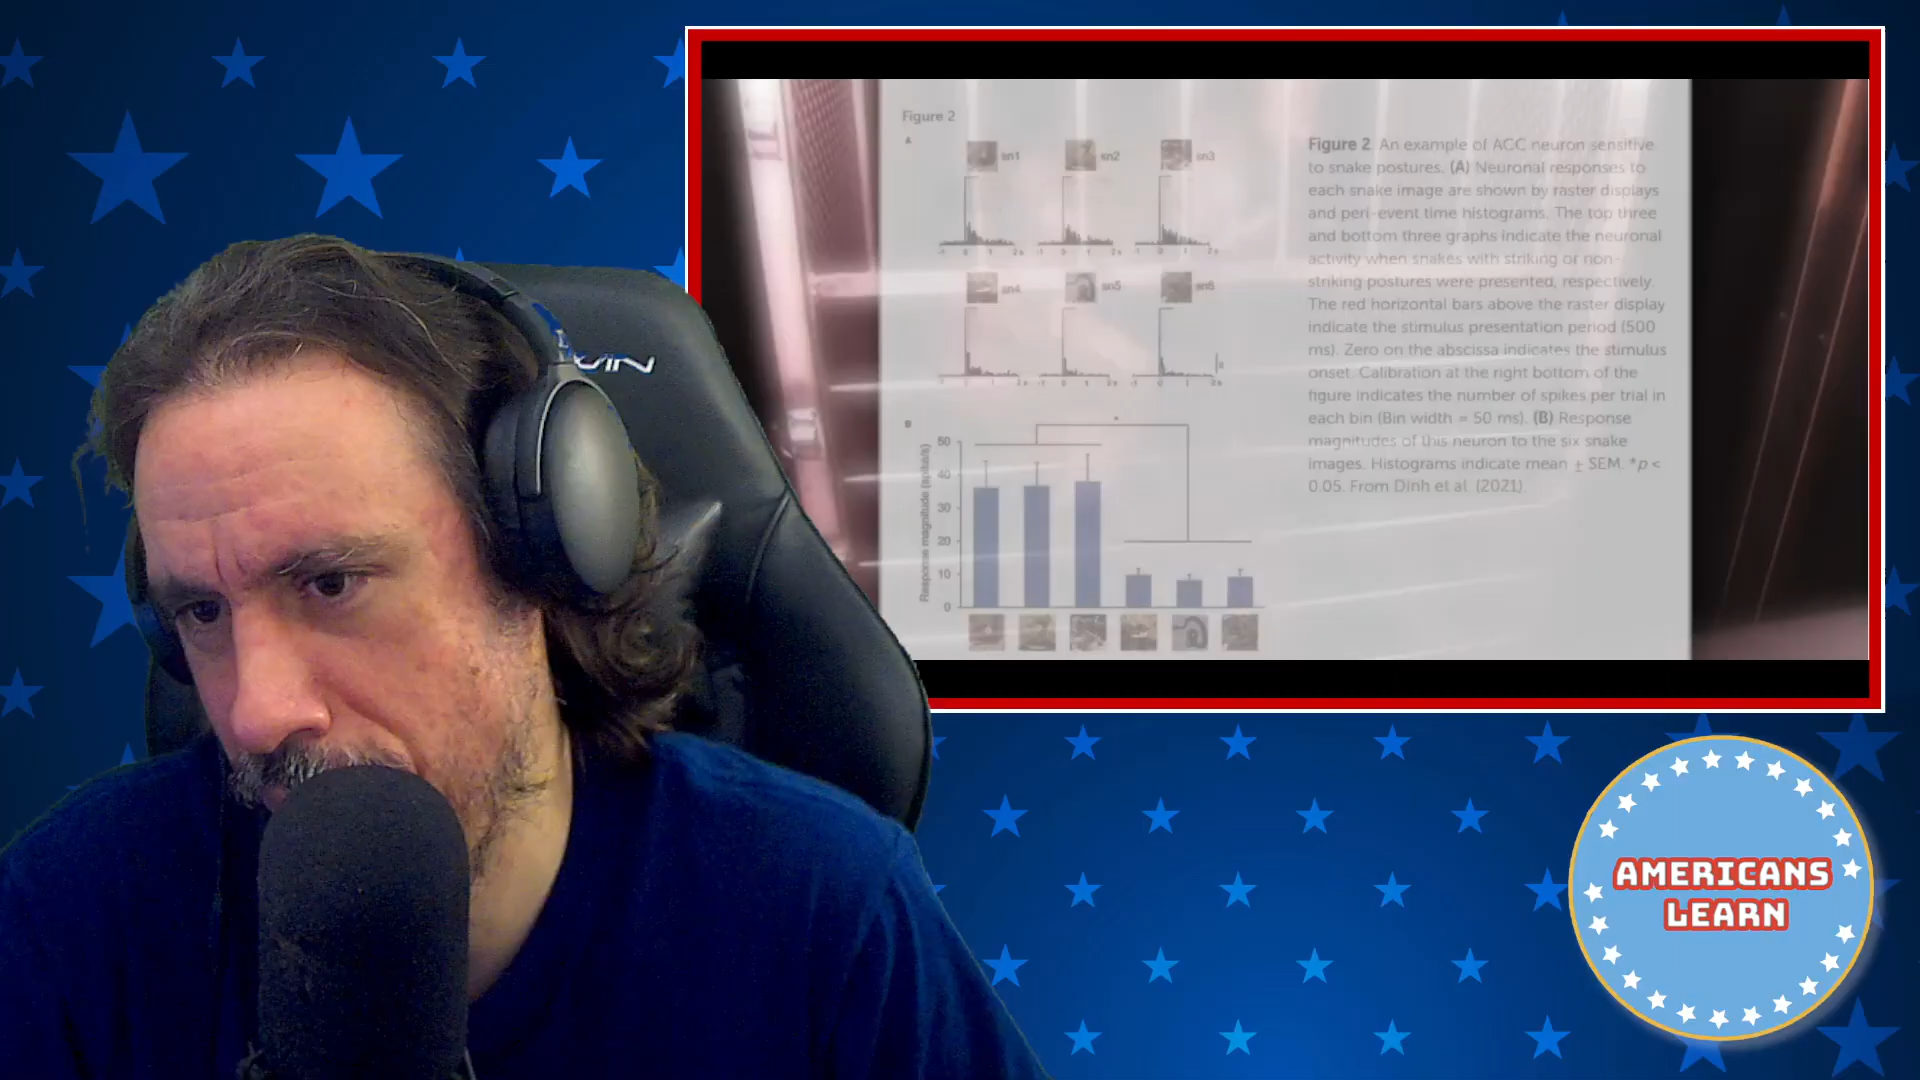 Figure 2
A
sn1
sn2
sn3
sn4
sn5
sn6
B
Response magnitude (spike/s)
50
40
30
20
10
0
*
Figure 2. An example of ACC neuron sensitive
to snake postures. (A) Neuronal responses to
each snake image are shown by raster displays
and peri-event time histograms. The top three
and bottom three graphs indicate the neuronal
activity when snakes with striking or non-
striking postures were presented, respectively.
The red horizontal bars above the raster display
indicate the stimulus presentation period (500
ms). Zero on the abscissa indicates the stimulus
onset. Calibration at the right bottom of the
figure indicates the number of spikes per trial in
each bin (Bin width = 50 ms). (B) Response
magnitudes of this neuron to the six snake
images. Histograms indicate mean ± SEM. *p <
0.05. From Dinh et al. (2021).
AMERICANS
LEARN